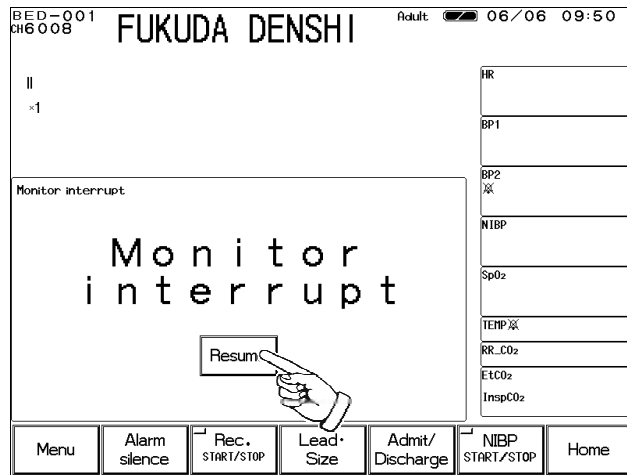 BED-001
CH6008
FUKUDA DENSHI
Adult
06/06 09:50
II
×1
HR
BP1
BP2
NIBP
SpO₂
TEMP
RR_CO₂
EtCO₂
InspCO₂
Monitor interrupt
Monitor
interrupt
Resum
Menu
Alarm
silence
Rec.
START/STOP
Lead・
Size
Admit/
Discharge
NIBP
START/STOP
Home